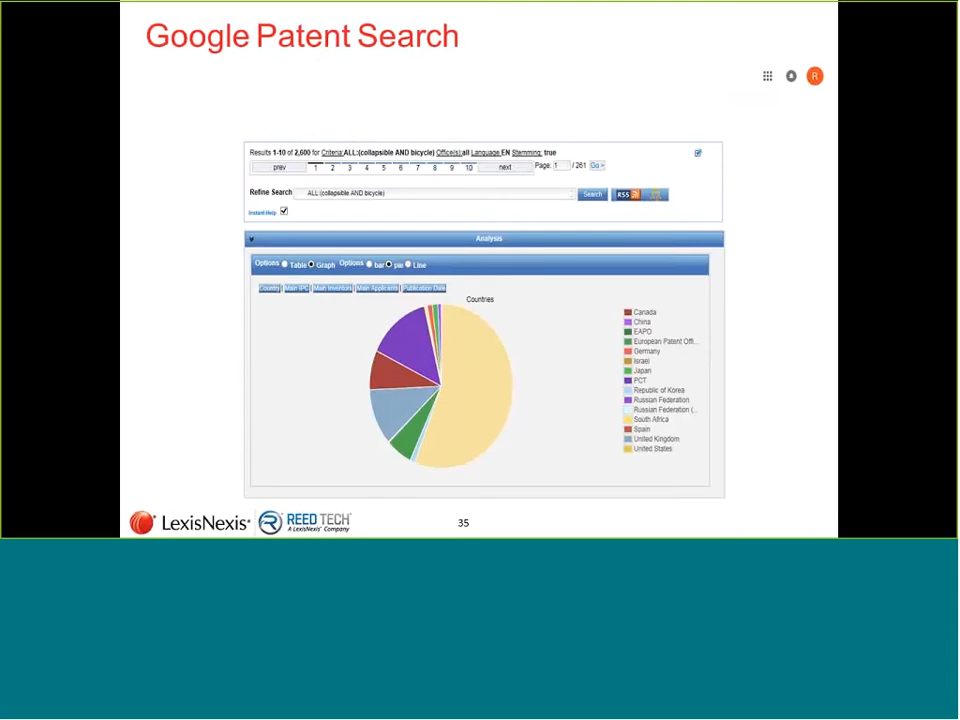 Google Patent Search
R
Results 1-10 of 2,600 for Criteria:ALL:(collapsible AND bicycle) Office(s):all Language:EN Stemming: true
prev 1 2 3 4 5 6 7 8 9 10 next Page: 1 / 261 Go >
Refine Search ALL:(collapsible AND bicycle) Search RSS
Instant Help
Analysis
Options Table Graph Options bar pie Line
Country Main IPC Main Inventors Main Applicants Publication Date
Countries
Canada
China
EAPO
European Patent Offi...
Germany
Israel
Japan
PCT
Republic of Korea
Russian Federation
Russian Federation (...
South Africa
Spain
United Kingdom
United States
LexisNexis® REED TECH®
A LexisNexis® Company
35